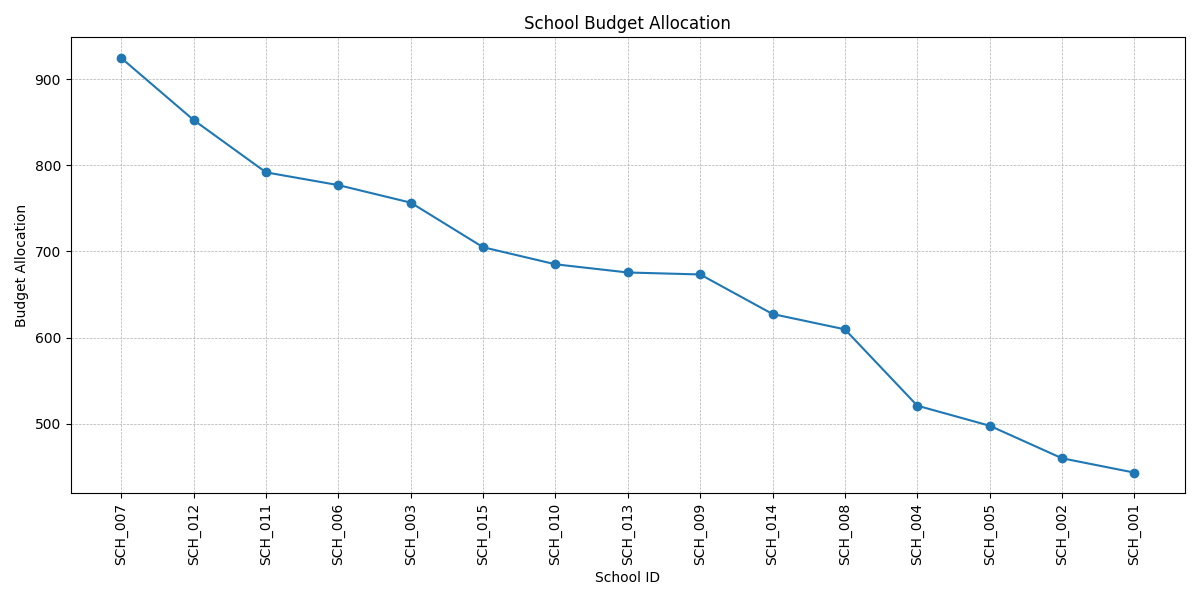 School Budget Allocation
Budget Allocation
900
800
700
600
500
SCH_007
SCH_012
SCH_011
SCH_006
SCH_003
SCH_015
SCH_010
SCH_013
SCH_009
SCH_014
SCH_008
SCH_004
SCH_005
SCH_002
SCH_001
School ID